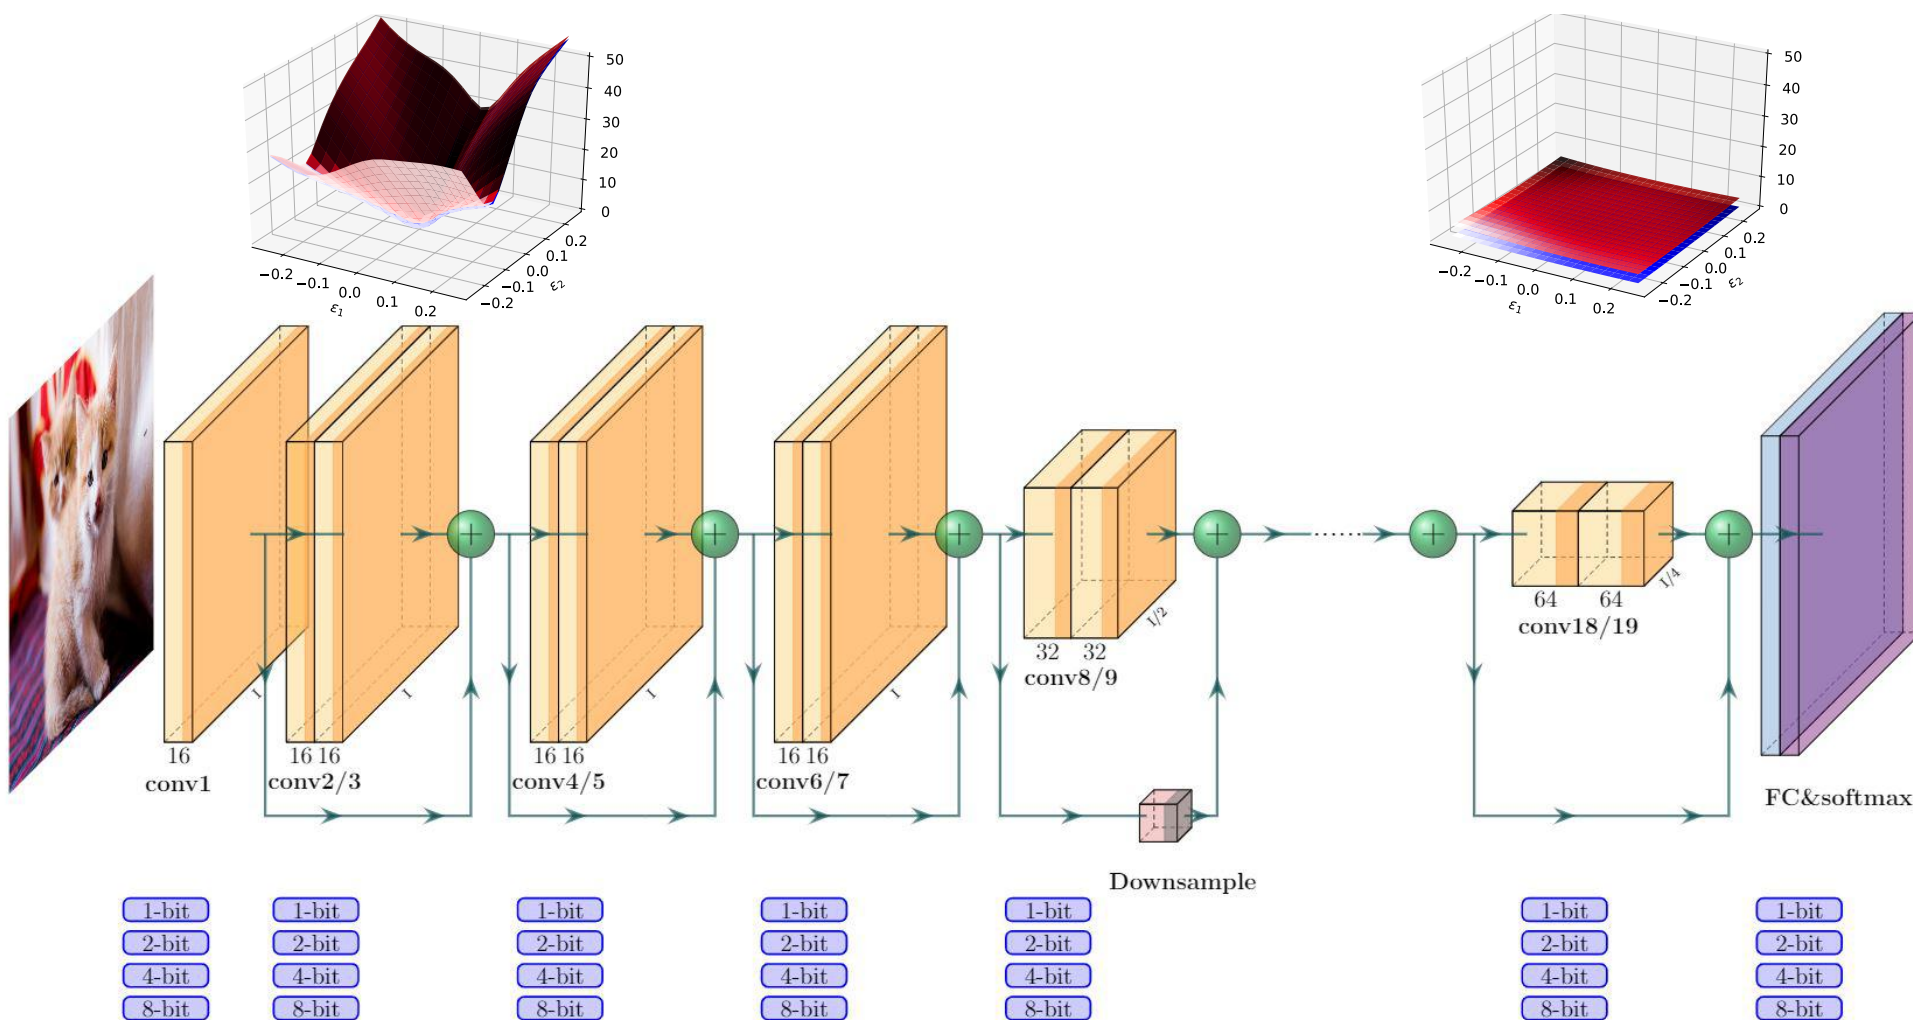 50
40
30
20
10
0
−0.2
−0.1
0.0
0.1
0.2
ε1
−0.2
−0.1
0.0
0.1
0.2
ε2
50
40
30
20
10
0
−0.2
−0.1
0.0
0.1
0.2
ε1
−0.2
−0.1
0.0
0.1
0.2
ε2
I
16
conv1
I
16 16
conv2/3
I
16 16
conv4/5
I
16 16
conv6/7
I/2
32 32
conv8/9
Downsample
I/4
64 64
conv18/19
FC&softmax
1-bit 1-bit 1-bit 1-bit 1-bit 1-bit 1-bit
2-bit 2-bit 2-bit 2-bit 2-bit 2-bit 2-bit
4-bit 4-bit 4-bit 4-bit 4-bit 4-bit 4-bit
8-bit 8-bit 8-bit 8-bit 8-bit 8-bit 8-bit